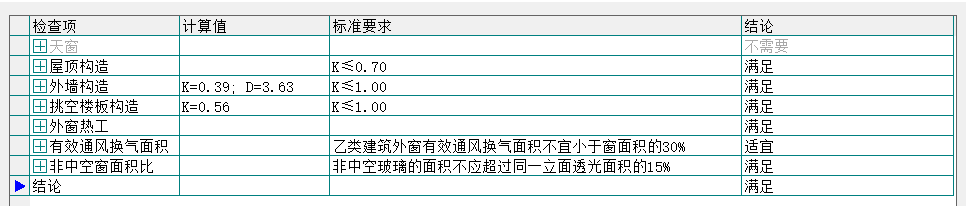 检查项 计算值 标准要求 结论
天窗 不需要
屋顶构造 K≤0.70 满足
外墙构造 K=0.39; D=3.63 K≤1.00 满足
挑空楼板构造 K=0.56 K≤1.00 满足
外窗热工 满足
有效通风换气面积 乙类建筑外窗有效通风换气面积不宜小于窗面积的30% 适宜
非中空窗面积比 非中空玻璃的面积不应超过同一立面透光面积的15% 满足
结论 满足